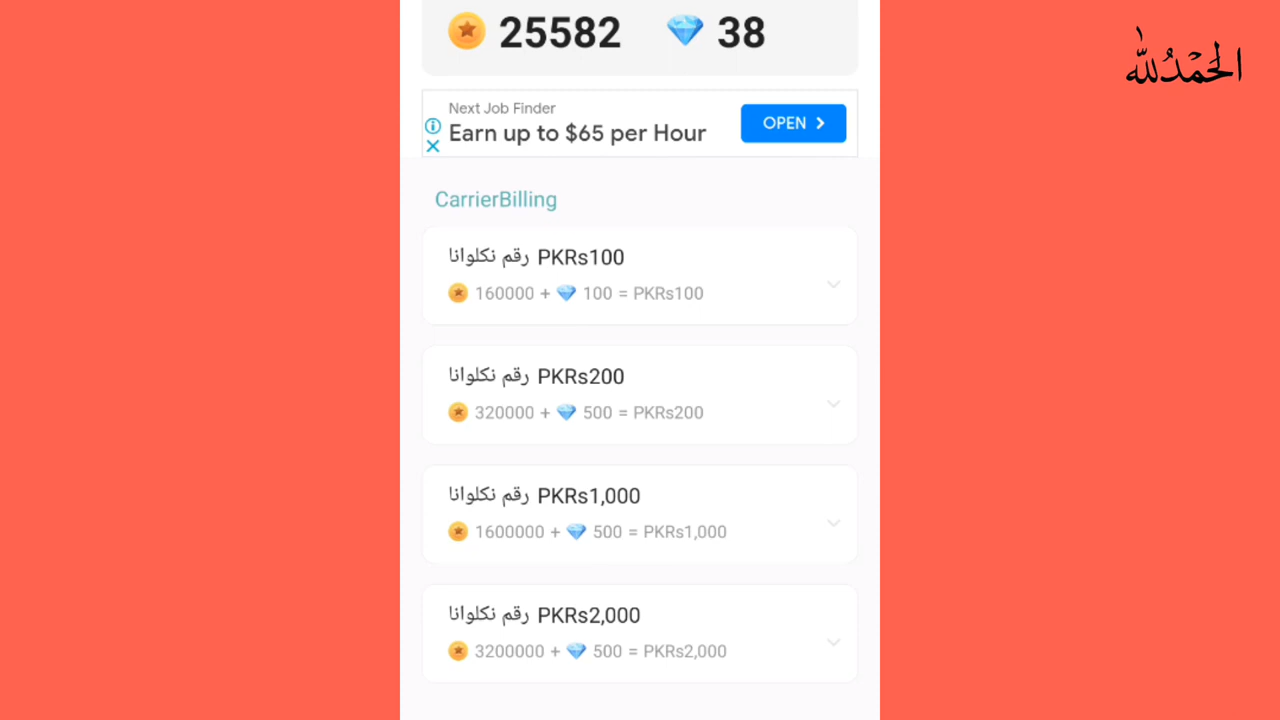 25582 38
الحمدلله
Next Job Finder
Earn up to $65 per Hour
OPEN
CarrierBilling
رقم نکلوانا PKRs100
160000 + 100 = PKRs100
رقم نکلوانا PKRs200
320000 + 500 = PKRs200
رقم نکلوانا PKRs1,000
1600000 + 500 = PKRs1,000
رقم نکلوانا PKRs2,000
3200000 + 500 = PKRs2,000